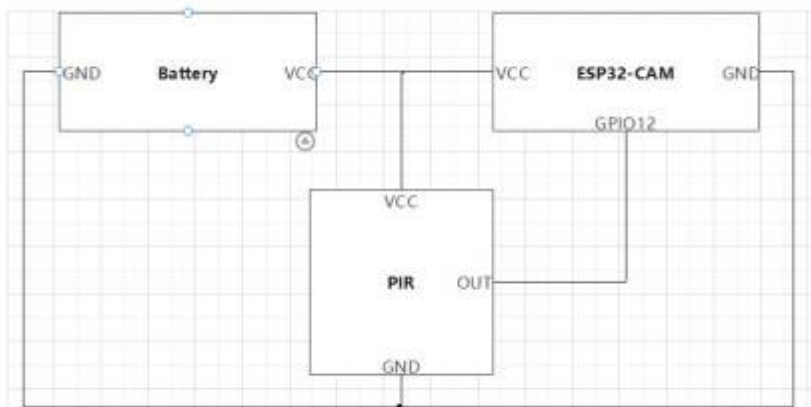 GND Battery VCC
VCC ESP32-CAM GND
GPIO12
VCC
PIR OUT
GND